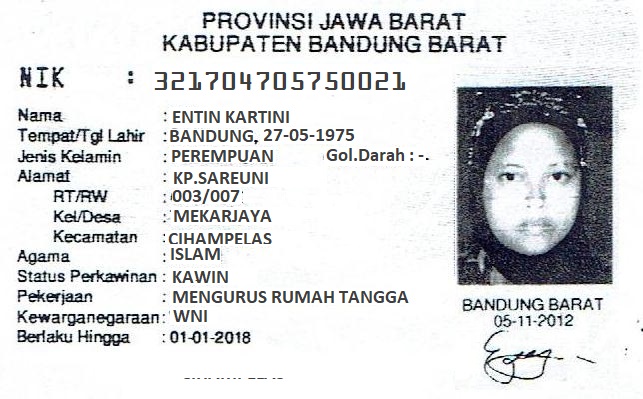 PROVINSI JAWA BARAT
KABUPATEN BANDUNG BARAT
NIK : 321704705750021
Nama : ENTIN KARTINI
Tempat/Tgl Lahir : BANDUNG, 27-05-1975
Jenis Kelamin : PEREMPUAN Gol.Darah : -.
Alamat : KP.SAREUNI
RT/RW : 003/007
Kel/Desa : MEKARJAYA
Kecamatan : CIHAMPELAS
Agama : ISLAM
Status Perkawinan : KAWIN
Pekerjaan : MENGURUS RUMAH TANGGA
Kewarganegaraan : WNI
Berlaku Hingga : 01-01-2018
BANDUNG BARAT
05-11-2012